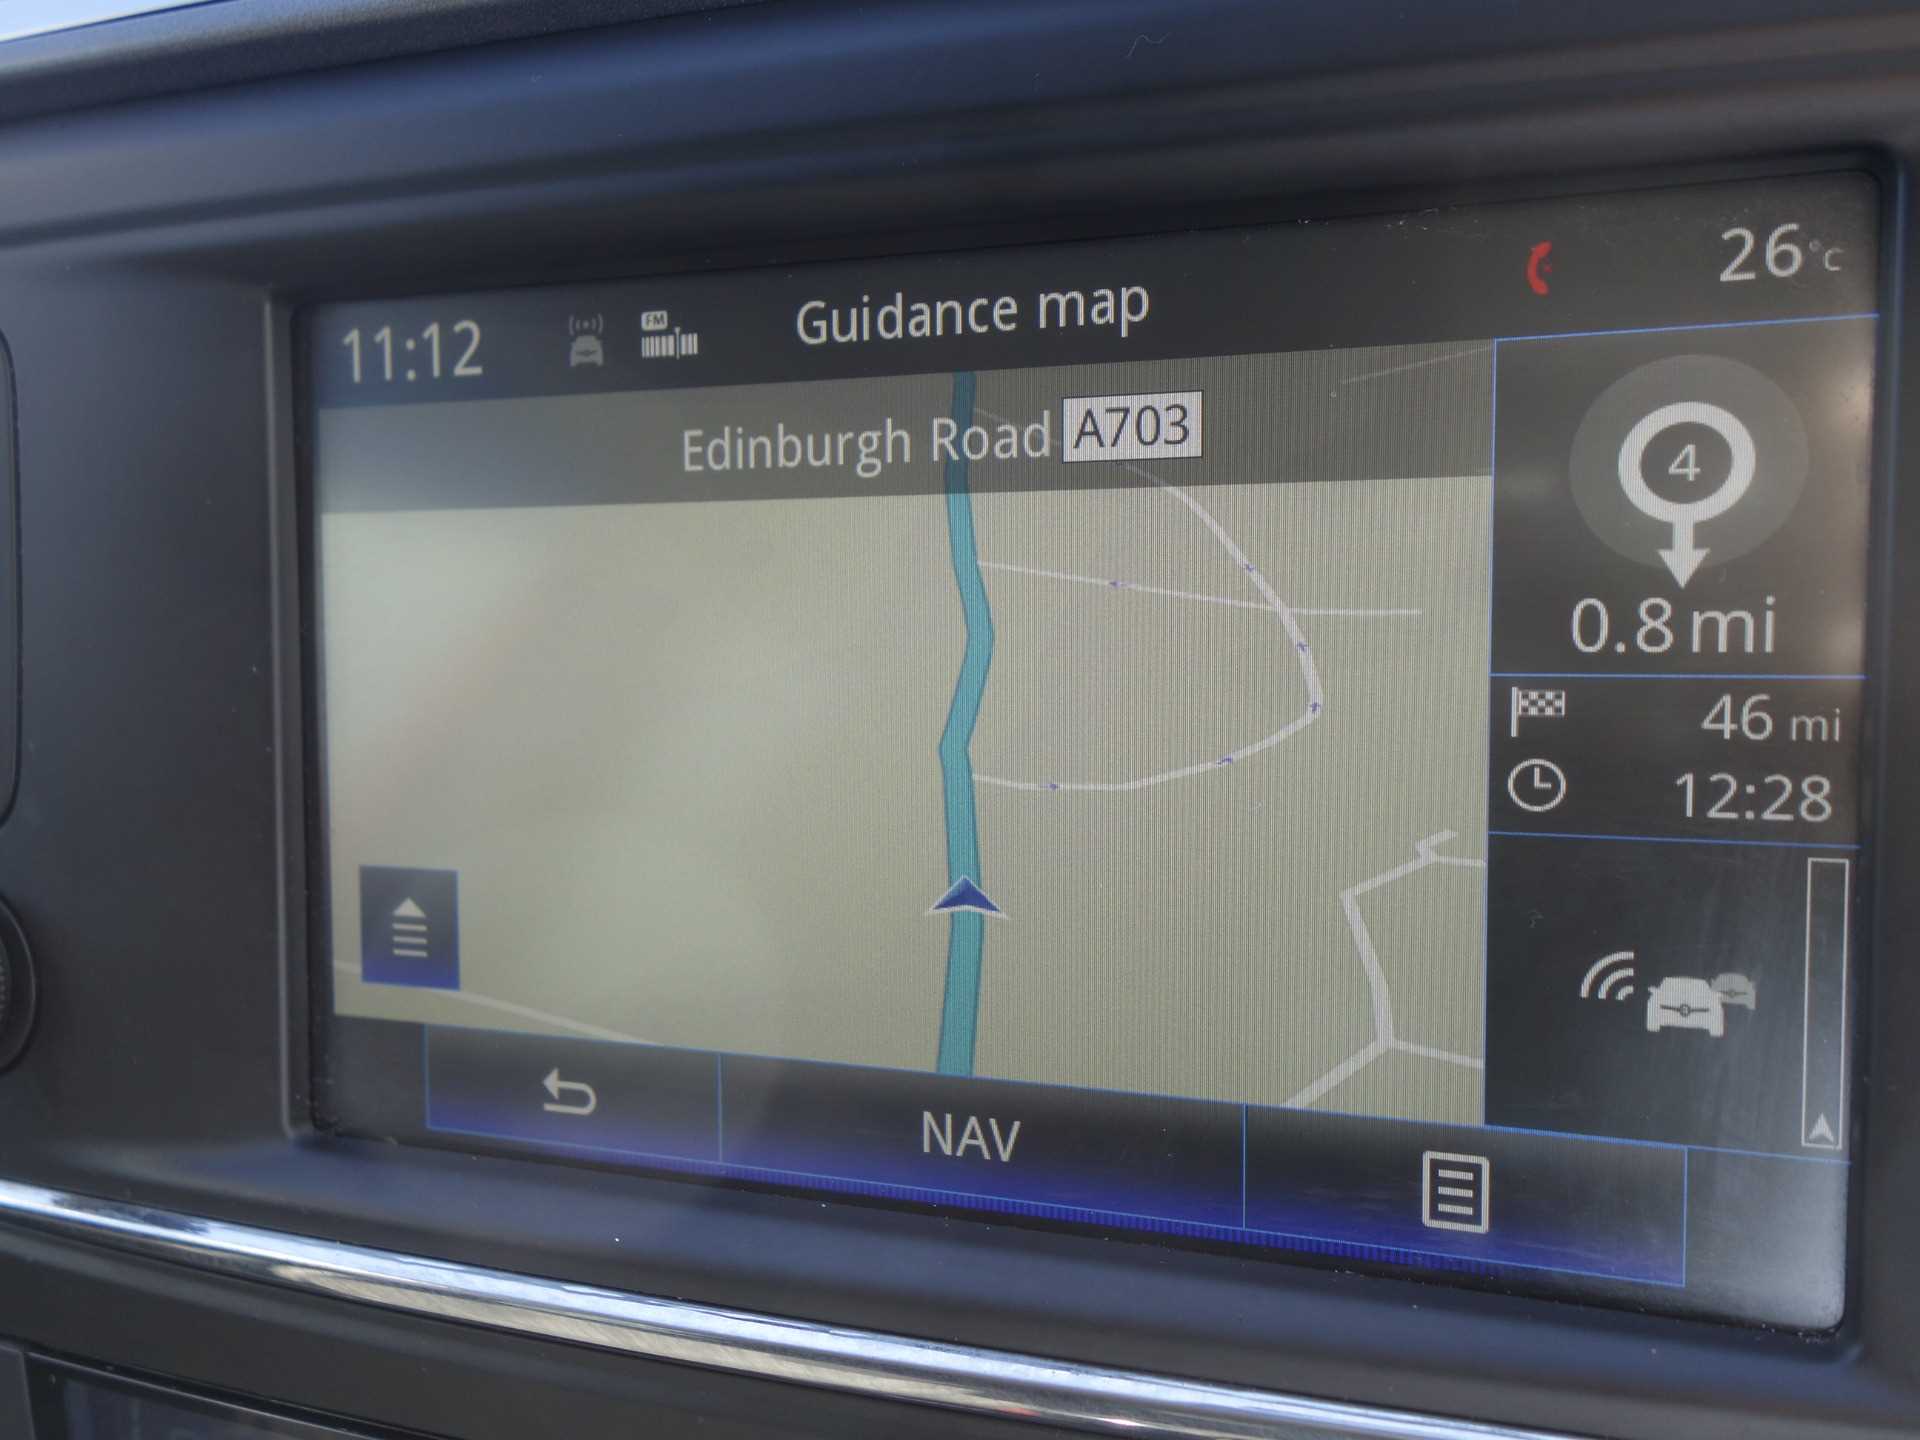 11:12
FM
Guidance map
26°C
Edinburgh Road A703
4
0.8 mi
46 mi
12:28
NAV